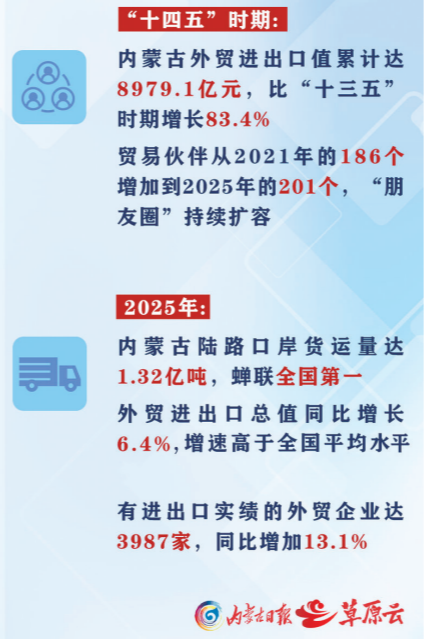 “十四五”时期:
内蒙古外贸进出口值累计达
8979.1亿元，比“十三五”
时期增长83.4%
贸易伙伴从2021年的186个
增加到2025年的201个，“朋
友圈”持续扩容
2025年:
内蒙古陆路口岸货运量达
1.32亿吨，蝉联全国第一
外贸进出口总值同比增长
6.4%,增速高于全国平均水平
有进出口实绩的外贸企业达
3987家，同比增加13.1%
内蒙古日报 草原云